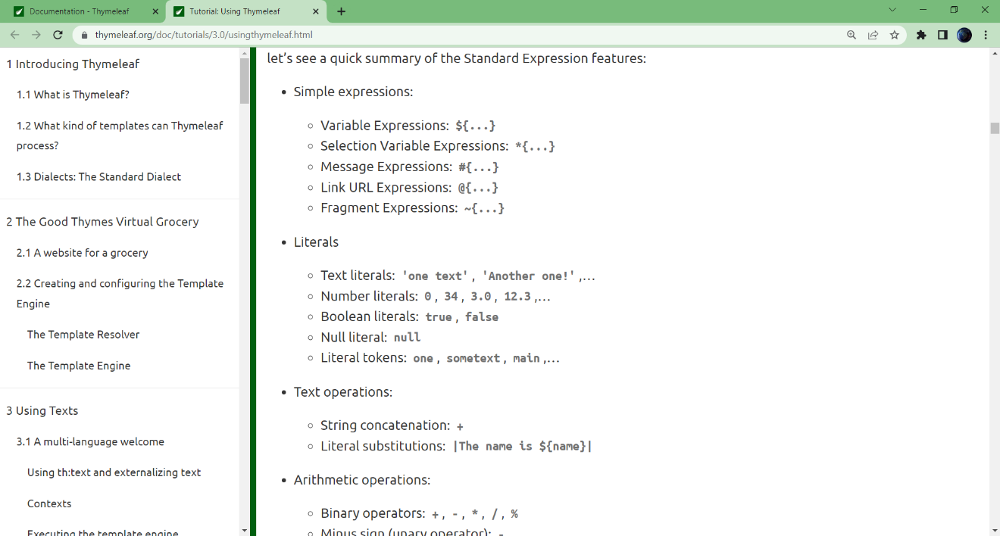 Documentation - Thymeleaf
Tutorial: Using Thymeleaf
thymeleaf.org/doc/tutorials/3.0/usingthymeleaf.html
1 Introducing Thymeleaf
1.1 What is Thymeleaf?
1.2 What kind of templates can Thymeleaf
process?
1.3 Dialects: The Standard Dialect
2 The Good Thymes Virtual Grocery
2.1 A website for a grocery
2.2 Creating and configuring the Template
Engine
The Template Resolver
The Template Engine
3 Using Texts
3.1 A multi-language welcome
Using th:text and externalizing text
Contexts
Executing the template engine
let’s see a quick summary of the Standard Expression features:
• Simple expressions:
◦ Variable Expressions: ${...}
◦ Selection Variable Expressions: *{...}
◦ Message Expressions: #{...}
◦ Link URL Expressions: @{...}
◦ Fragment Expressions: ~{...}
• Literals
◦ Text literals: 'one text', 'Another one!',…
◦ Number literals: 0, 34, 3.0, 12.3,…
◦ Boolean literals: true, false
◦ Null literal: null
◦ Literal tokens: one, sometext, main,…
• Text operations:
◦ String concatenation: +
◦ Literal substitutions: |The name is ${name}|
• Arithmetic operations:
◦ Binary operators: +, -, *, /, %
◦ Minus sign (unary operator): -